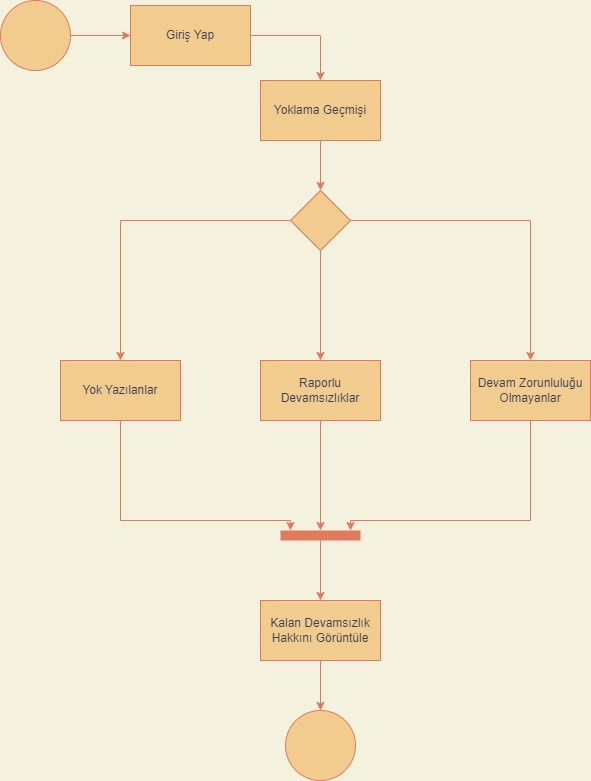 Giriş Yap
Yoklama Geçmişi
Yok Yazılanlar
Raporlu
Devamsızlıklar
Devam Zorunluluğu
Olmayanlar
Kalan Devamsızlık
Hakkını Görüntüle